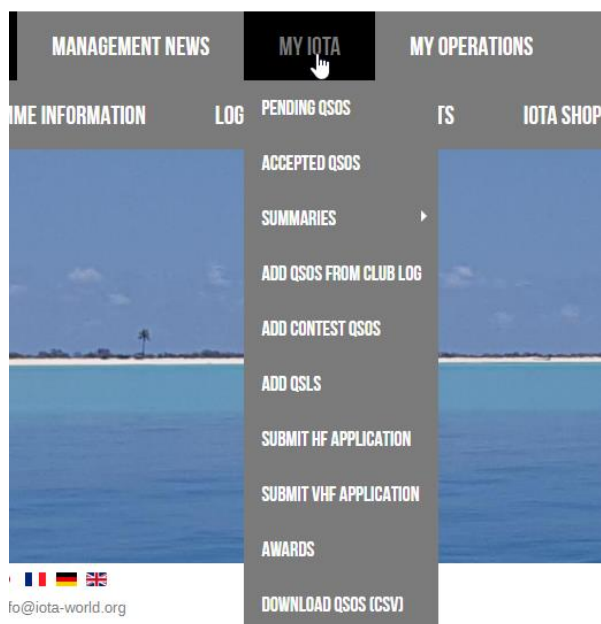 MANAGEMENT NEWS MY IOTA MY OPERATIONS
INFORMATION LOG IOTA SHOP
PENDING QSOS
ACCEPTED QSOS
SUMMARIES
ADD QSOS FROM CLUB LOG
ADD CONTEST QSOS
ADD QSLS
SUBMIT HF APPLICATION
SUBMIT VHF APPLICATION
AWARDS
DOWNLOAD QSOS (CSV)
fo@iota-world.org